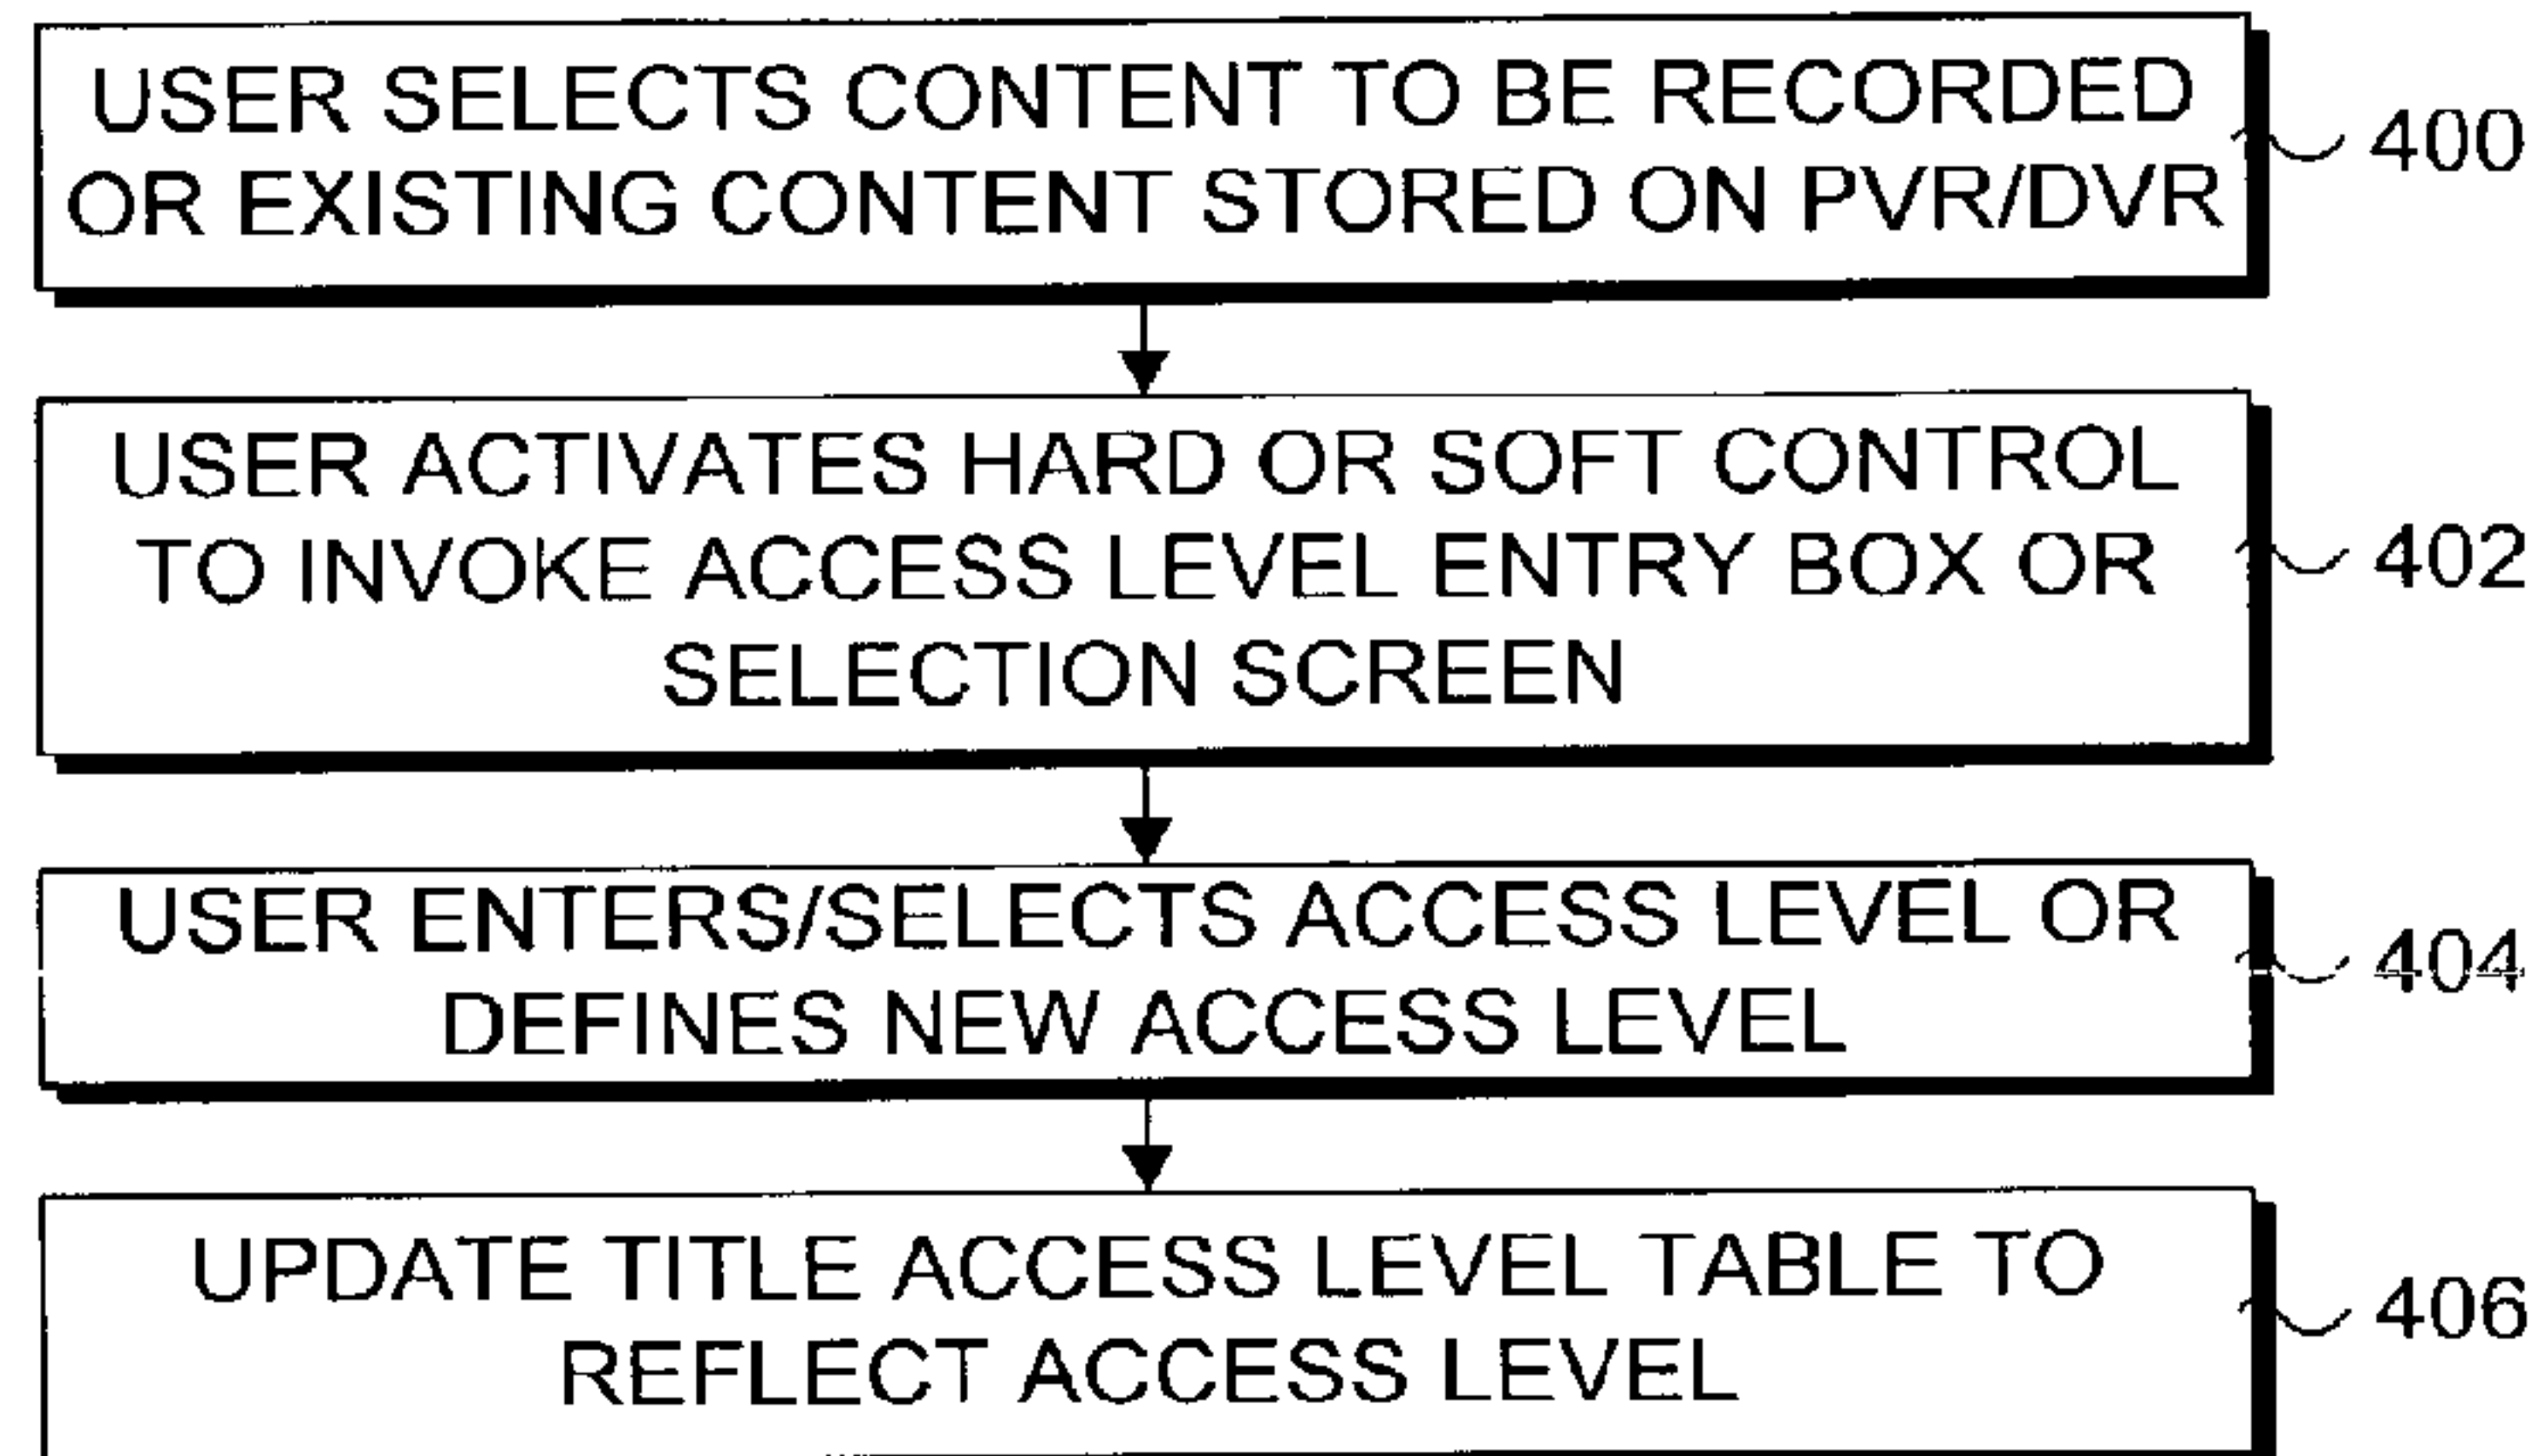 USER SELECTS CONTENT TO BE RECORDED
OR EXISTING CONTENT STORED ON PVR/DVR
400
USER ACTIVATES HARD OR SOFT CONTROL
TO INVOKE ACCESS LEVEL ENTRY BOX OR
SELECTION SCREEN
402
USER ENTERS/SELECTS ACCESS LEVEL OR
DEFINES NEW ACCESS LEVEL
404
UPDATE TITLE ACCESS LEVEL TABLE TO
REFLECT ACCESS LEVEL
406